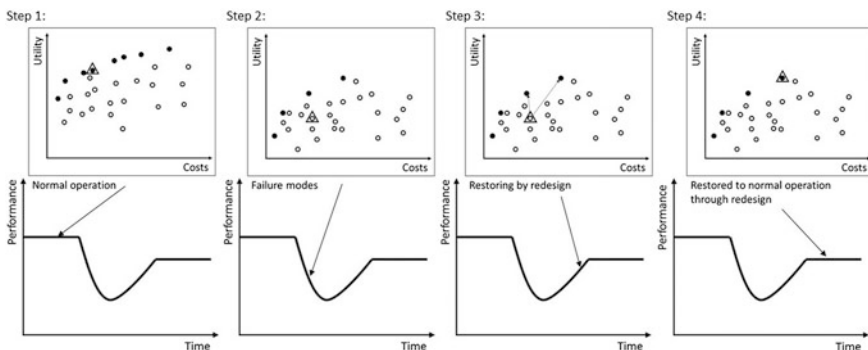 Step 1:
Utility
Costs
Normal operation
Performance
Time
Step 2:
Utility
Costs
Failure modes
Performance
Time
Step 3:
Utility
Costs
Restoring by redesign
Performance
Time
Step 4:
Utility
Costs
Restored to normal operation
through redesign
Performance
Time